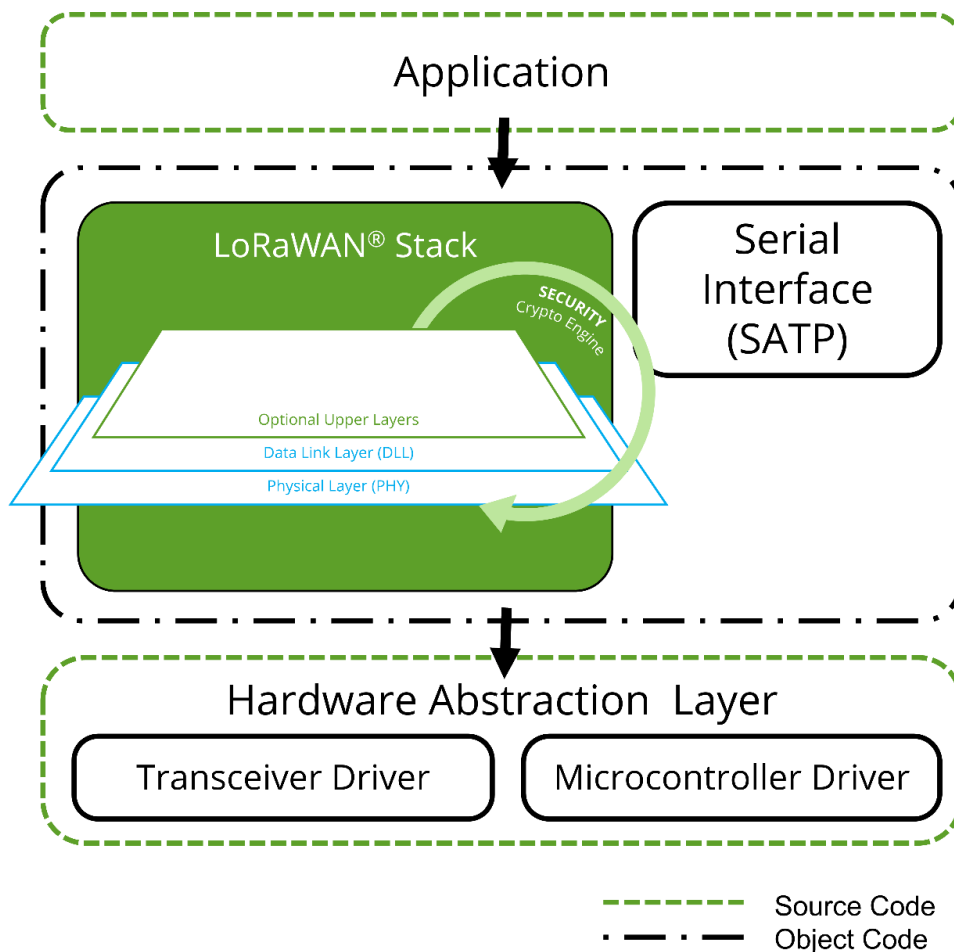 Application
LoRaWAN® Stack
SECURITY
Crypto Engine
Optional Upper Layers
Data Link Layer (DLL)
Physical Layer (PHY)
Serial
Interface
(SATP)
Hardware Abstraction  Layer
Transceiver Driver
Microcontroller Driver
Source Code
Object Code